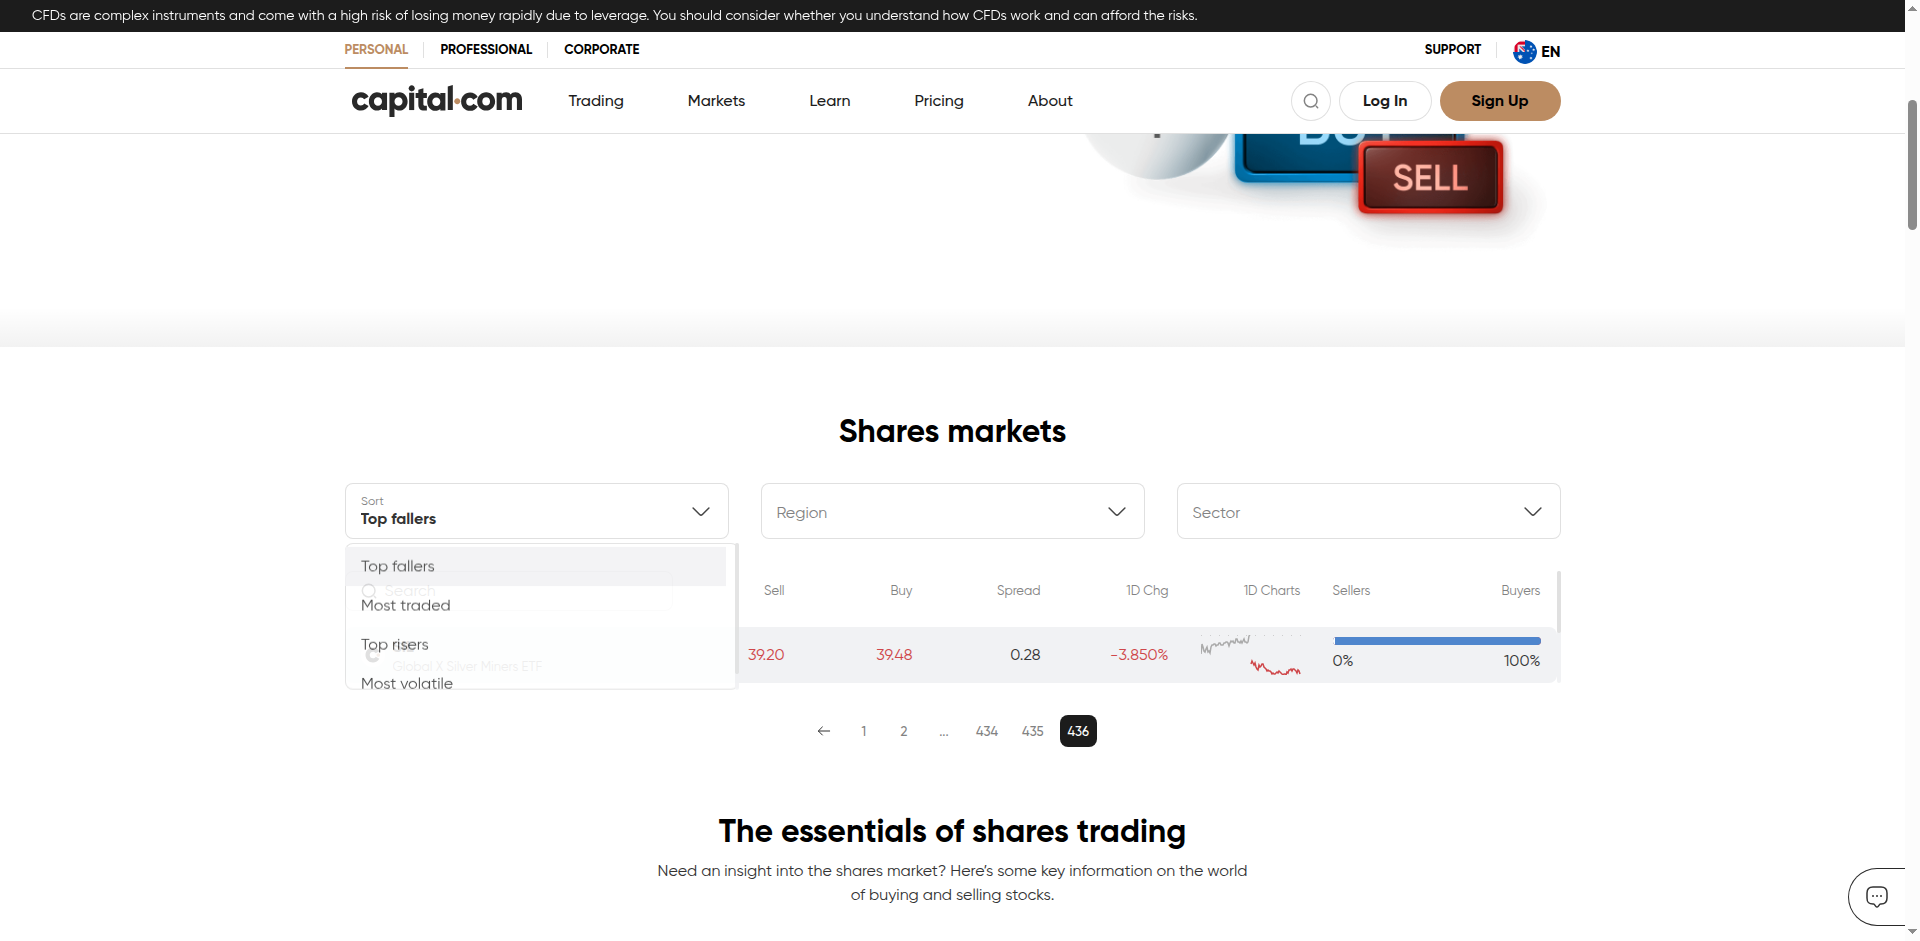 CFDs are complex instruments and come with a high risk of losing money rapidly due to leverage. You should consider whether you understand how CFDs work and can afford the risks.
PERSONAL PROFESSIONAL CORPORATE SUPPORT EN
capital.com Trading Markets Learn Pricing About Log In Sign Up
SELL
Shares markets
Sort
Top fallers
Region
Sector
Top fallers
Search
Sell Buy Spread 1D Chg 1D Charts Sellers Buyers
Most traded
Top risers
39.20 39.48 0.28 -3.850% 0% 100%
Global X Silver Miners ETF
Most volatile
← 1 2 ... 434 435 436
The essentials of shares trading
Need an insight into the shares market? Here’s some key information on the world
of buying and selling stocks.